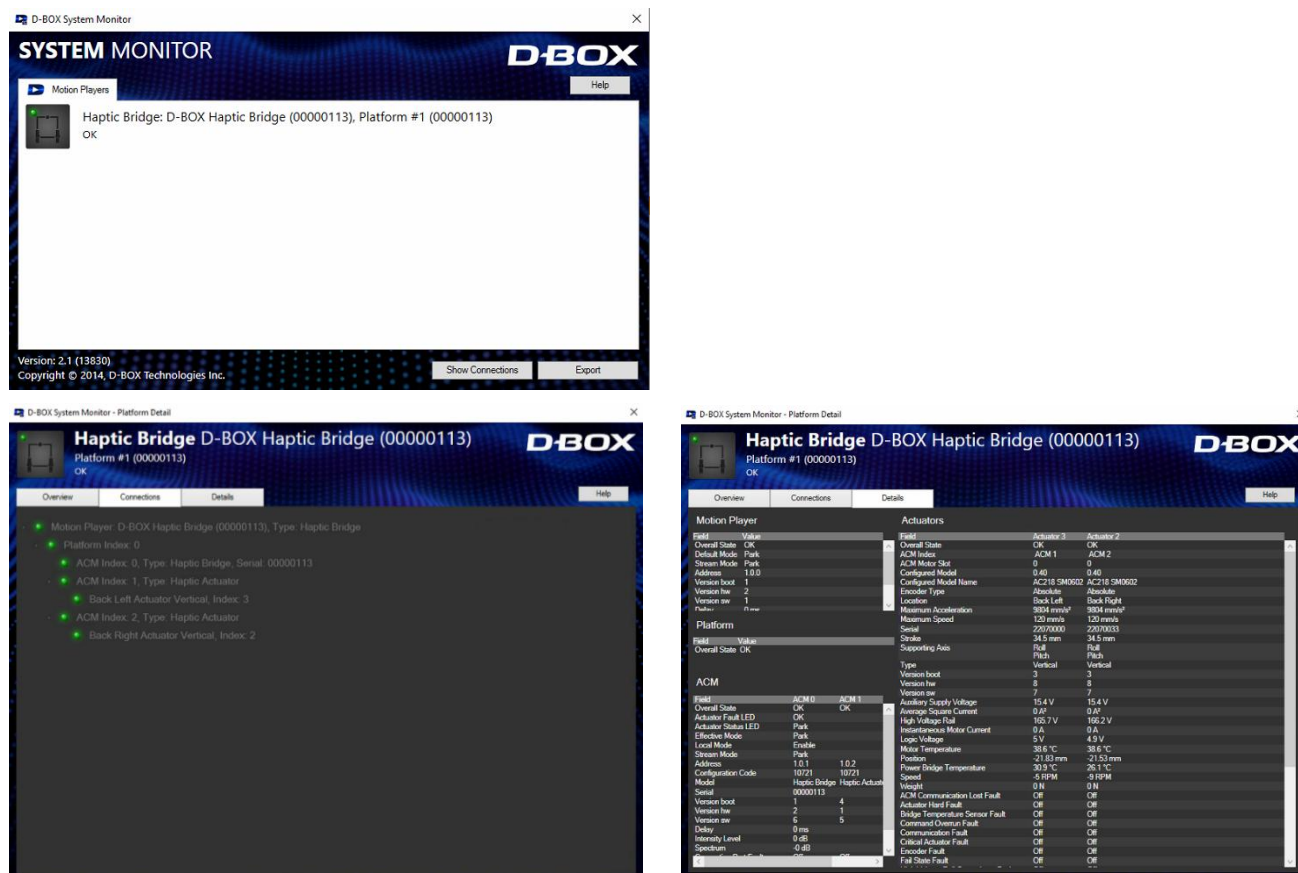 D-BOX System Monitor
SYSTEM MONITOR
D-BOX
Motion Players
Help
Haptic Bridge: D-BOX Haptic Bridge (00000113), Platform #1 (00000113)
OK
Version: 2.1 (13830)
Copyright © 2014, D-BOX Technologies Inc.
Show Connections
Export
D-BOX System Monitor - Platform Detail
Haptic Bridge D-BOX Haptic Bridge (00000113)
Platform #1 (00000113)
OK
D-BOX
Overview Connections Details
Help
Motion Player: D-BOX Haptic Bridge (00000113), Type: Haptic Bridge
Platform Index: 0
ACM Index: 0, Type: Haptic Bridge, Serial: 00000113
ACM Index: 1, Type: Haptic Actuator
Back Left Actuator Vertical, Index: 3
ACM Index: 2, Type: Haptic Actuator
Back Right Actuator Vertical, Index: 2
D-BOX System Monitor - Platform Detail
Haptic Bridge D-BOX Haptic Bridge (00000113)
Platform #1 (00000113)
OK
D-BOX
Overview Connections Details
Help
Motion Player
Field Value
Overall State OK
Default Mode Park
Stream Mode Park
Address 1.0.0
Version boot 1
Version hw 2
Version sw 1
Delay 0 ms
Platform
Field Value
Overall State OK
ACM
Field ACM 0 ACM 1
Overall State OK OK
Actuator Fault LED OK
Actuator Status LED Park
Effective Mode Park
Local Mode Enable
Stream Mode Park
Address 1.0.1 1.0.2
Configuration Code 10721 10721
Model Haptic Bridge Haptic Actuat
Serial 00000113
Version boot 1 4
Version hw 2 1
Version sw 6 5
Delay 0 ms
Intensity Level 0 dB
Spectrum -0 dB
Actuators
Field Actuator 3 Actuator 2
Overall State OK OK
ACM Index ACM 1 ACM 2
ACM Motor Slot 0 0
Configured Model 0.40 0.40
Configured Model Name AC218 SM0602 AC218 SM0602
Encoder Type Absolute Absolute
Location Back Left Back Right
Maximum Acceleration 9804 mm/s² 9804 mm/s²
Maximum Speed 120 mm/s 120 mm/s
Serial 22070000 22070033
Stroke 34.5 mm 34.5 mm
Supporting Axis Roll Roll
Pitch Pitch
Type Vertical Vertical
Version boot 3 3
Version hw 8 8
Version sw 7 7
Auxiliary Supply Voltage 15.4 V 15.4 V
Average Square Current 0 A² 0 A²
High Voltage Rail 165.7 V 166.2 V
Instantaneous Motor Current 0 A 0 A
Logic Voltage 5 V 4.9 V
Motor Temperature 38.6 °C 38.6 °C
Position -21.83 mm -21.53 mm
Power Bridge Temperature 30.9 °C 26.1 °C
Speed -5 RPM -9 RPM
Weight 0 N 0 N
ACM Communication Lost Fault Off Off
Actuator Hard Fault Off Off
Bridge Temperature Sensor Fault Off Off
Command Overrun Fault Off Off
Communication Fault Off Off
Critical Actuator Fault Off Off
Encoder Fault Off Off
Fail State Fault Off Off